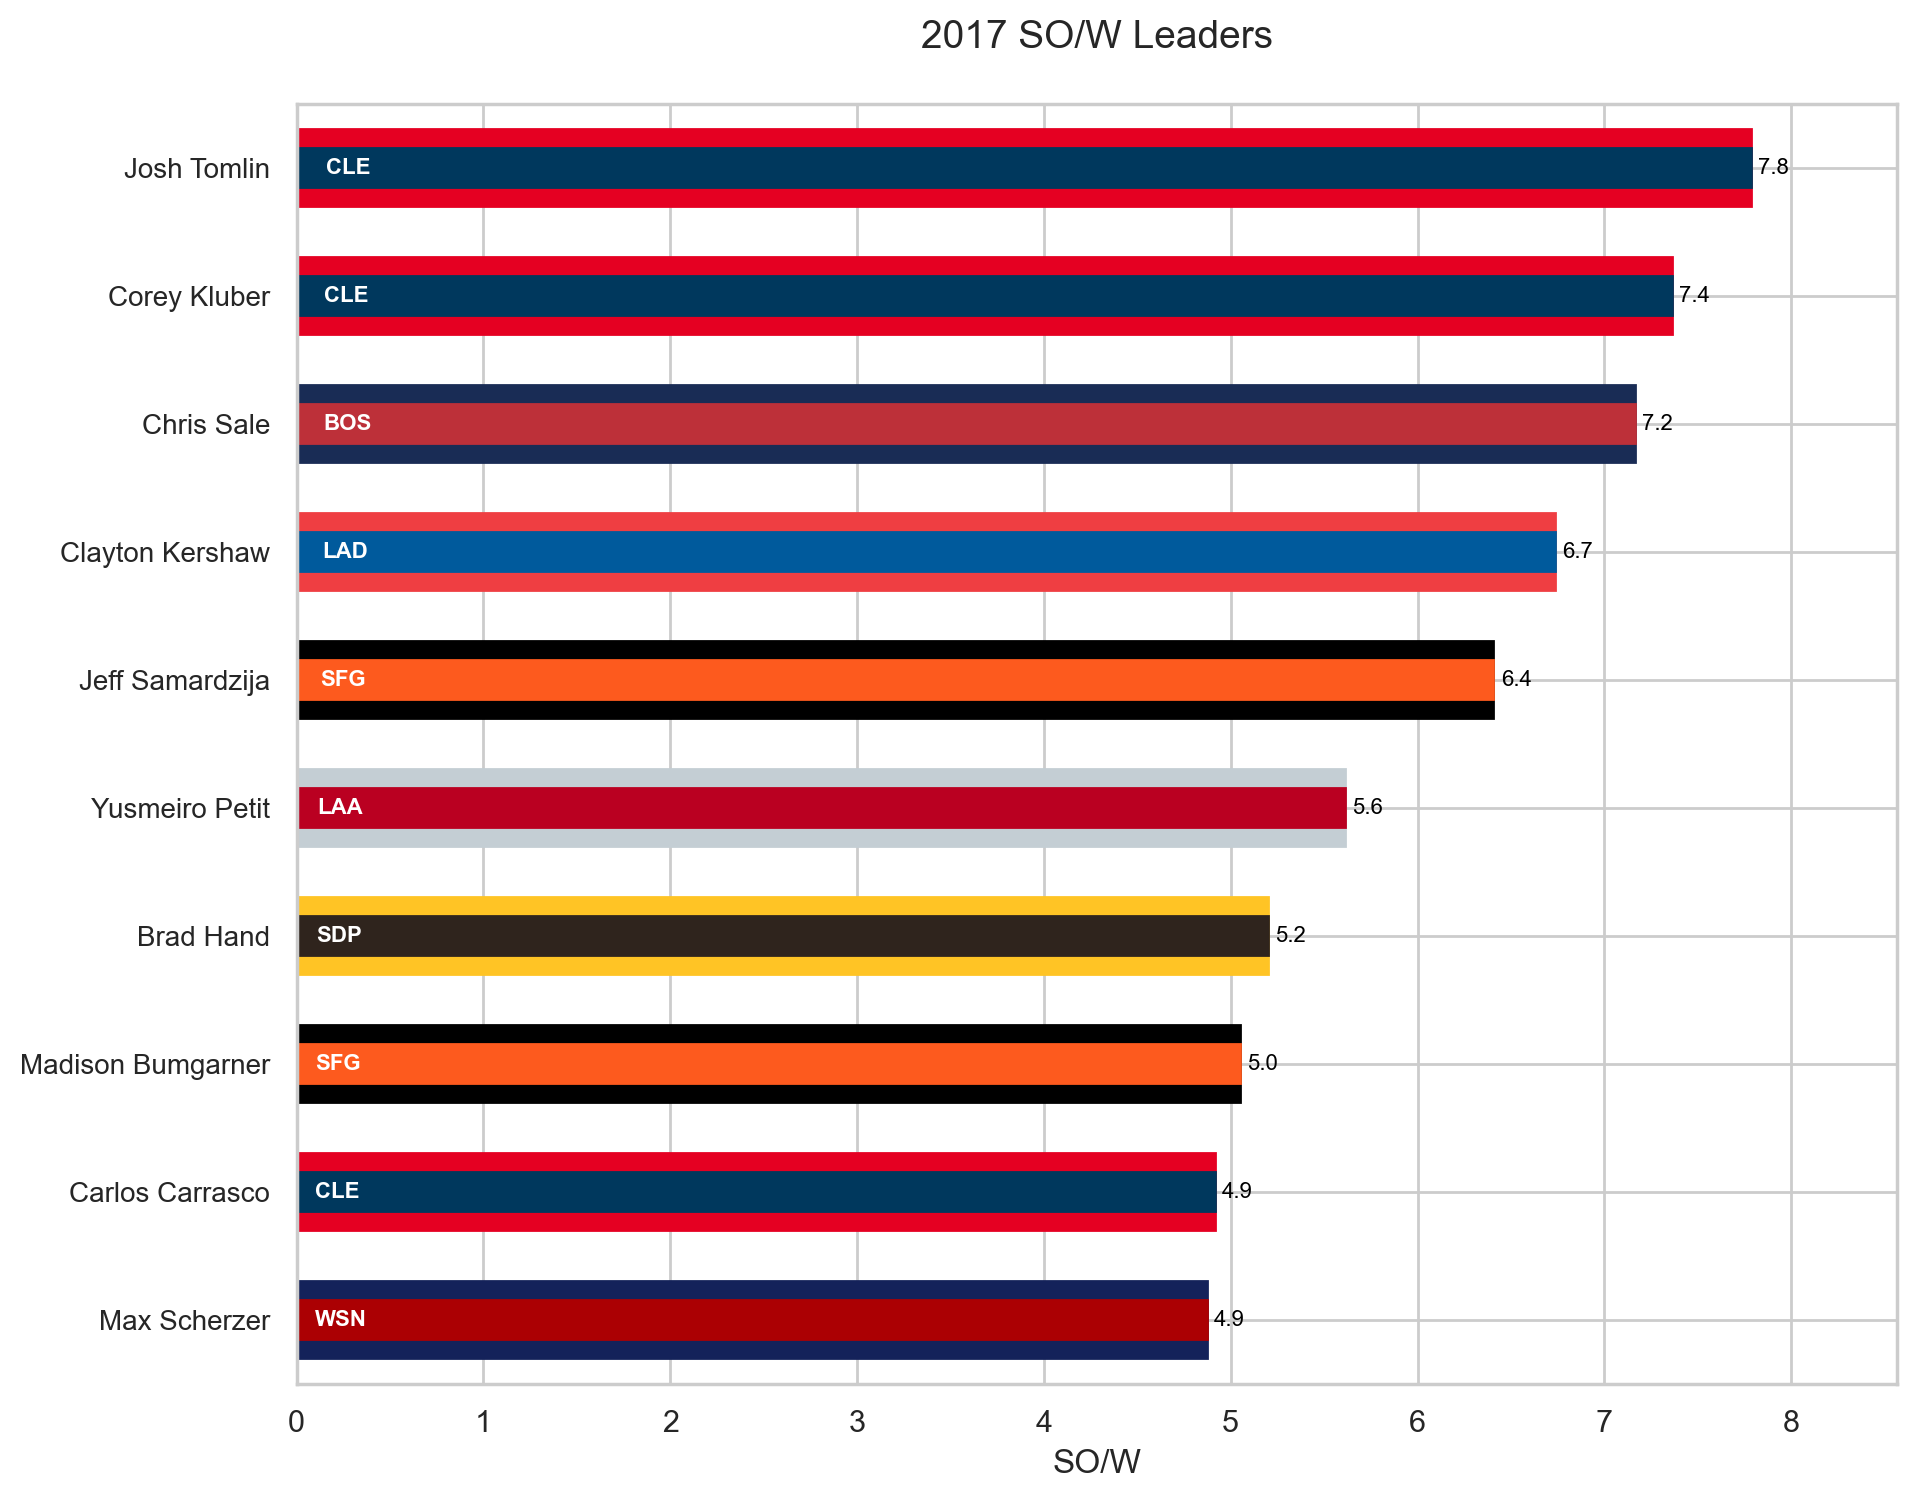 2017 SO/W Leaders
Josh Tomlin CLE 7.8
Corey Kluber CLE 7.4
Chris Sale BOS 7.2
Clayton Kershaw LAD 6.7
Jeff Samardzija SFG 6.4
Yusmeiro Petit LAA 5.6
Brad Hand SDP 5.2
Madison Bumgarner SFG 5.0
Carlos Carrasco CLE 4.9
Max Scherzer WSN 4.9
0 1 2 3 4 5 6 7 8
SO/W